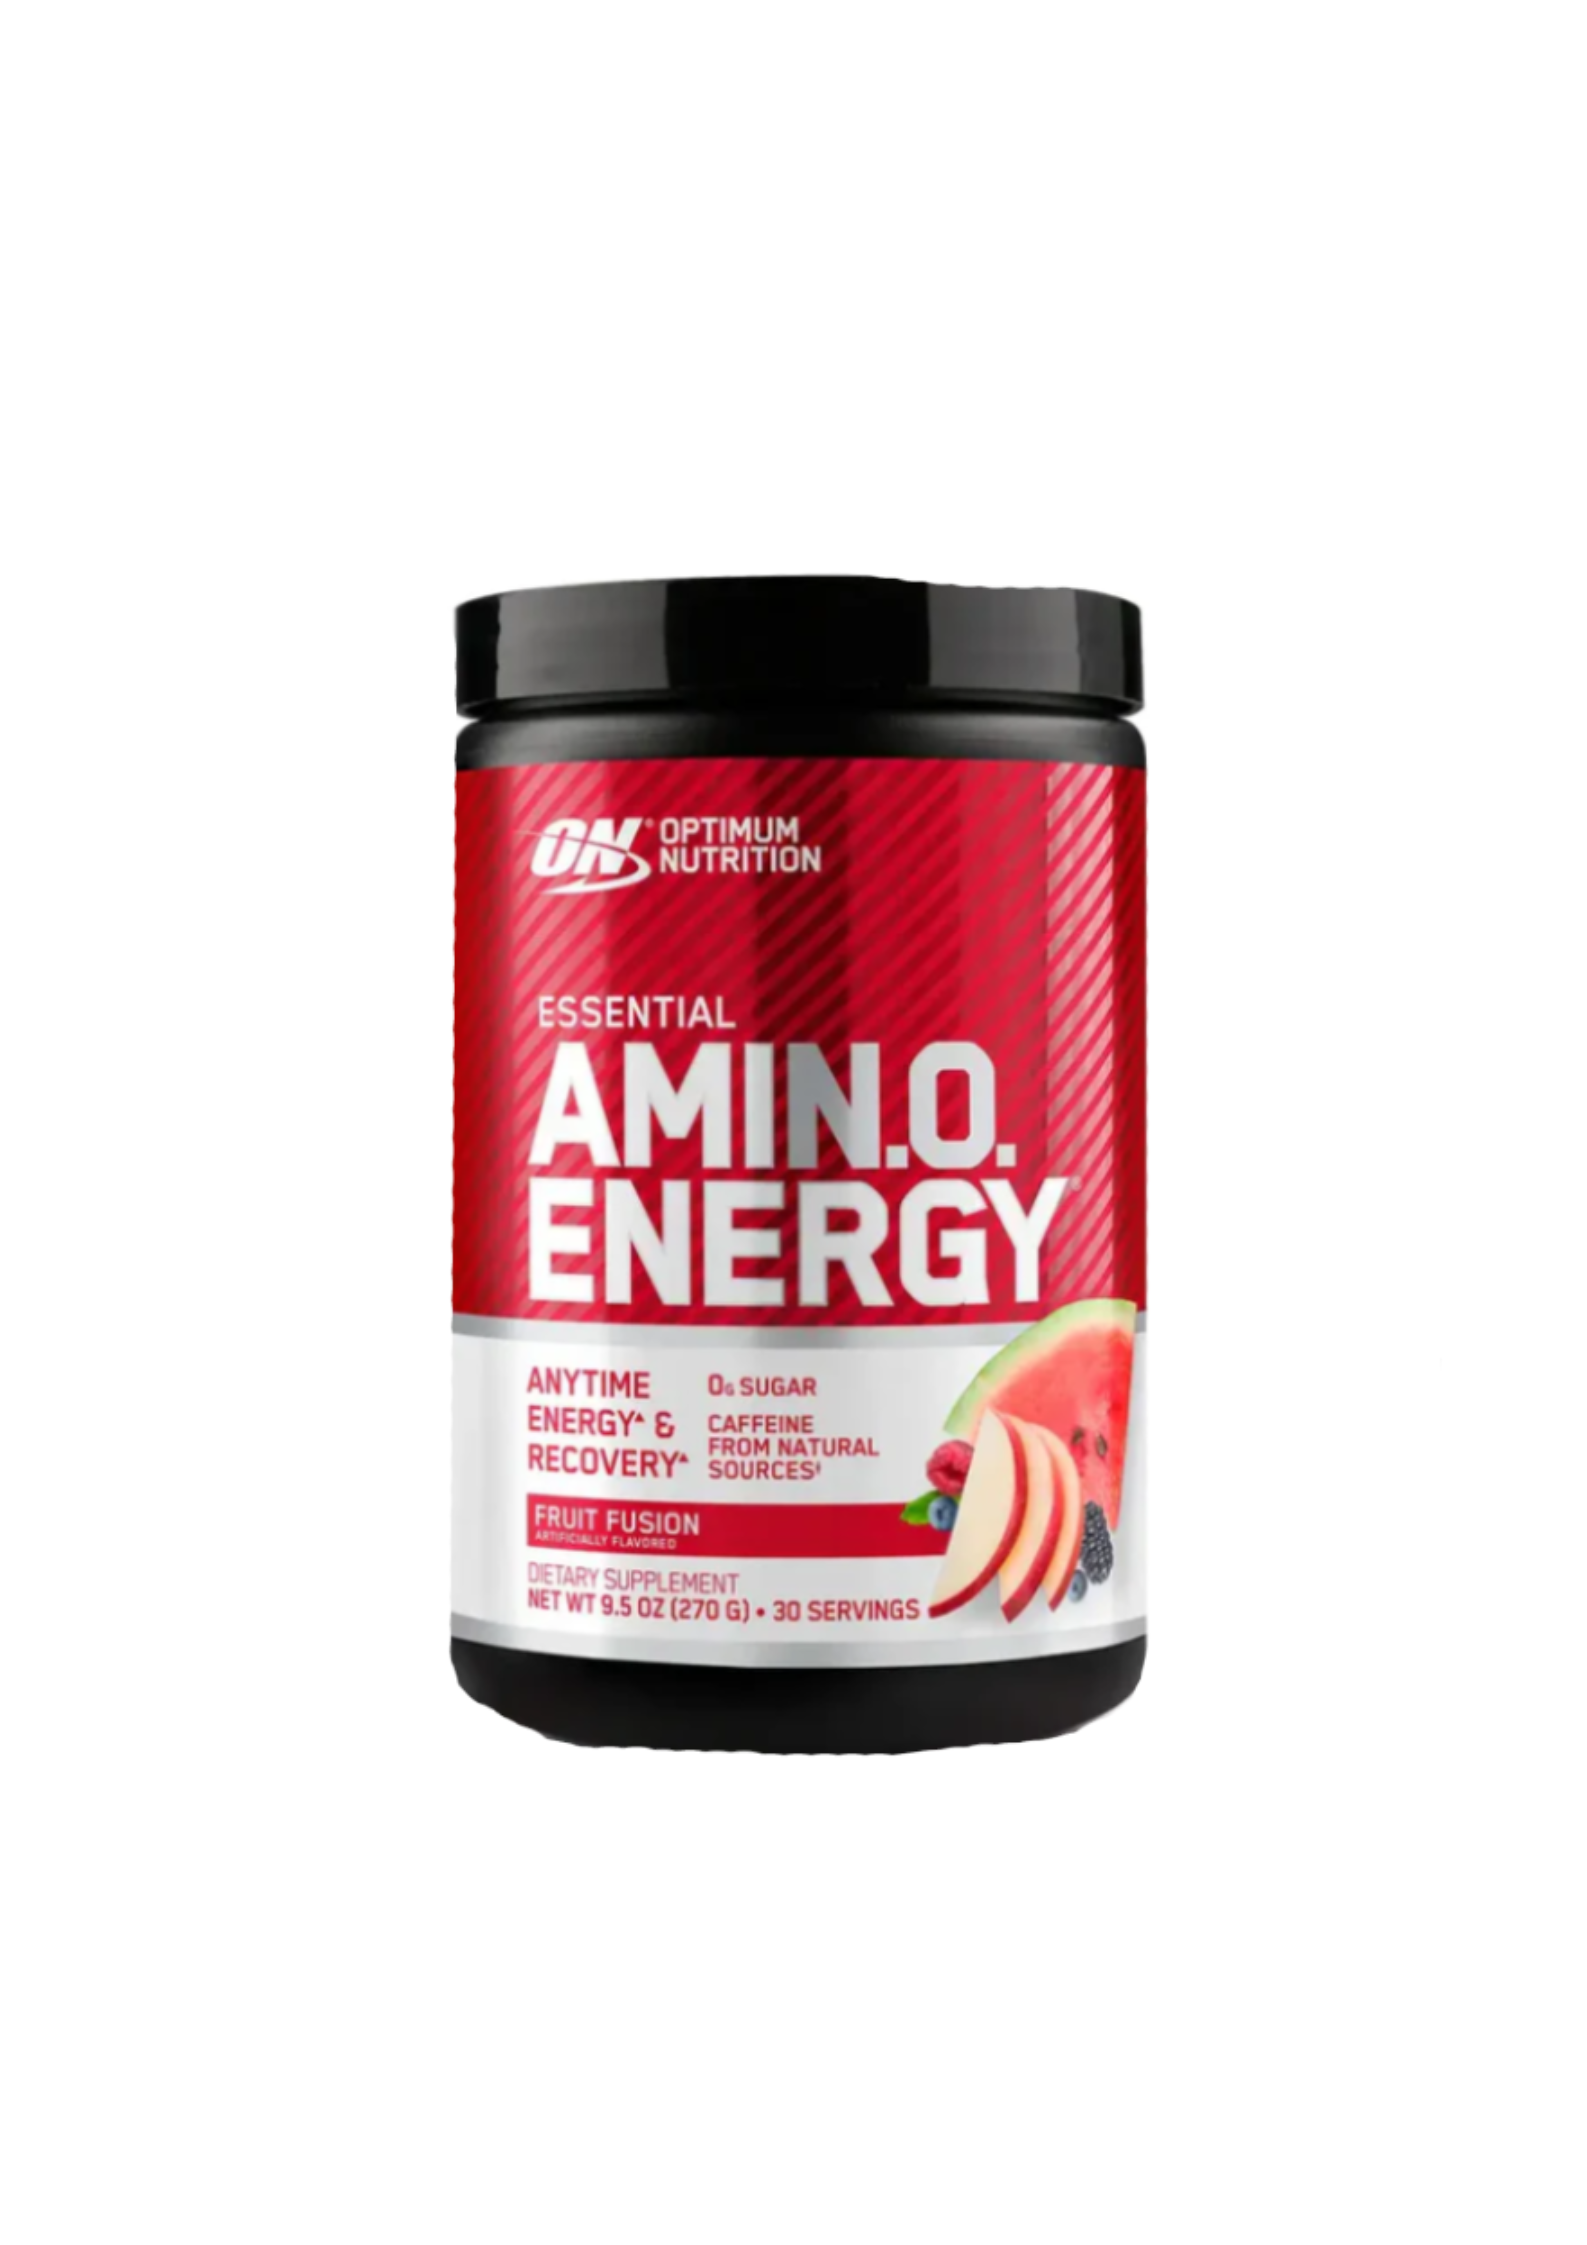 ON® OPTIMUM
NUTRITION
ESSENTIAL
AMIN.O.
ENERGY®
ANYTIME
ENERGY▲ &
RECOVERY▲
0G SUGAR
CAFFEINE
FROM NATURAL
SOURCES‡
FRUIT FUSION
ARTIFICIALLY FLAVORED
DIETARY SUPPLEMENT
NET WT 9.5 OZ (270 G) • 30 SERVINGS